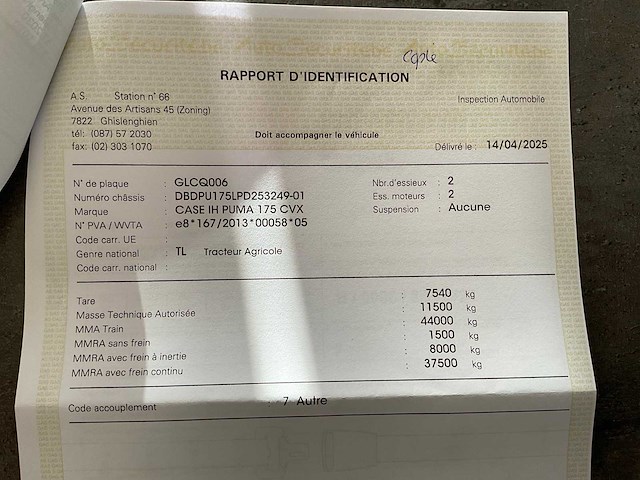 Copie
RAPPORT D'IDENTIFICATION
A.S. Station n° 66
Inspection Automobile
Avenue des Artisans 45 (Zoning)
7822 Ghislenghien
tél: (087) 57 2030
Doit accompagner le véhicule
fax: (02) 303 1070
Délivré le : 14/04/2025
N° de plaque : GLCQ006
Nbr.d'essieux : 2
Numéro châssis : DBDPU175LPD253249-01
Ess. moteurs : 2
Marque : CASE IH PUMA 175 CVX
Suspension : Aucune
N° PVA / WVTA : e8*167/2013*00058*05
Code carr. UE :
Genre national : TL Tracteur Agricole
Code carr. national :
Tare : 7540 kg
Masse Technique Autorisée : 11500 kg
MMA Train : 44000 kg
MMRA sans frein : 1500 kg
MMRA avec frein à inertie : 8000 kg
MMRA avec frein continu : 37500 kg
Code accouplement : 7 Autre